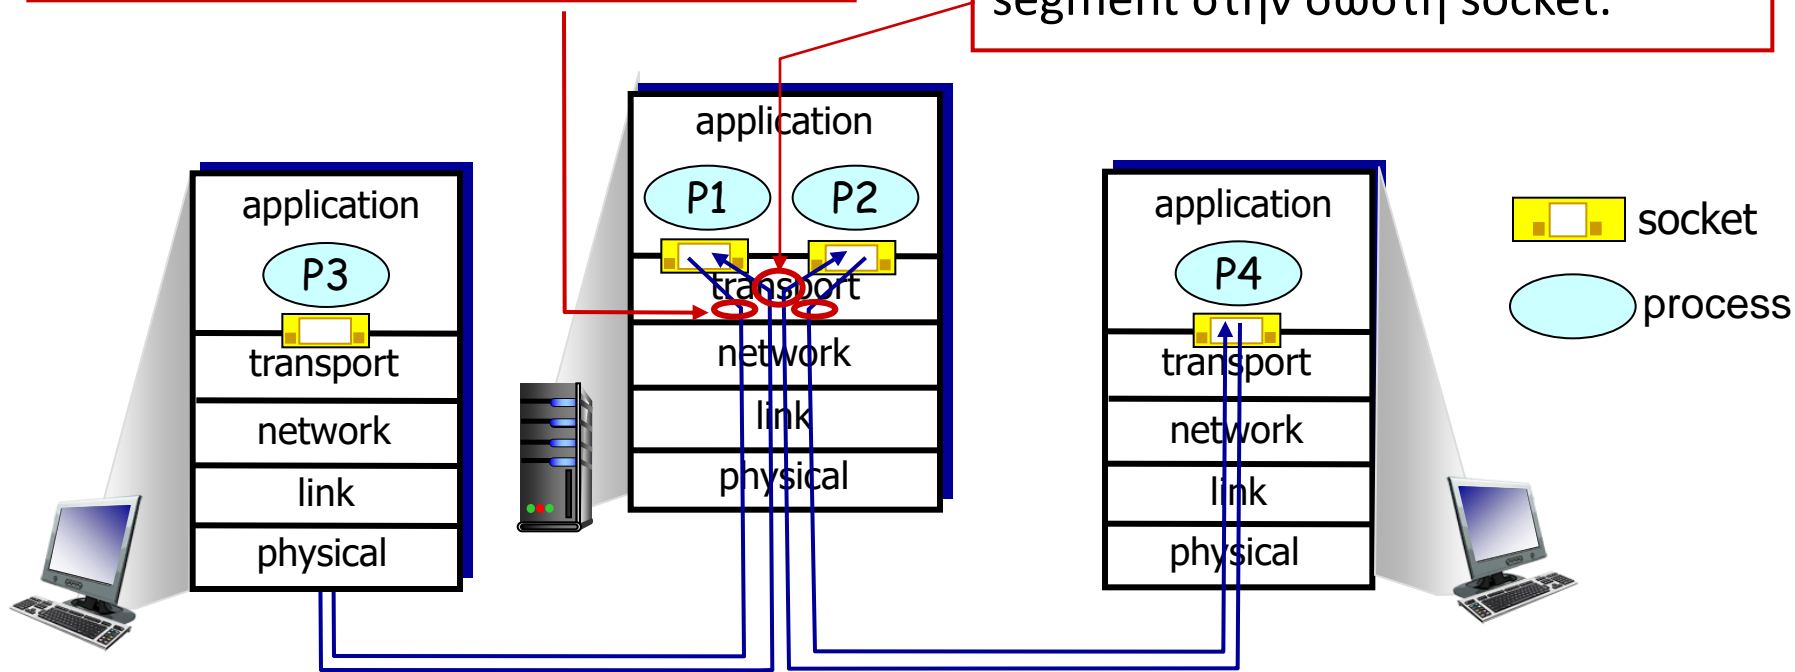 segment στην σωστή socket.
application
P1 P2
transport
network
link
physical
application
P3
transport
network
link
physical
application
P4
transport
network
link
physical
socket
process